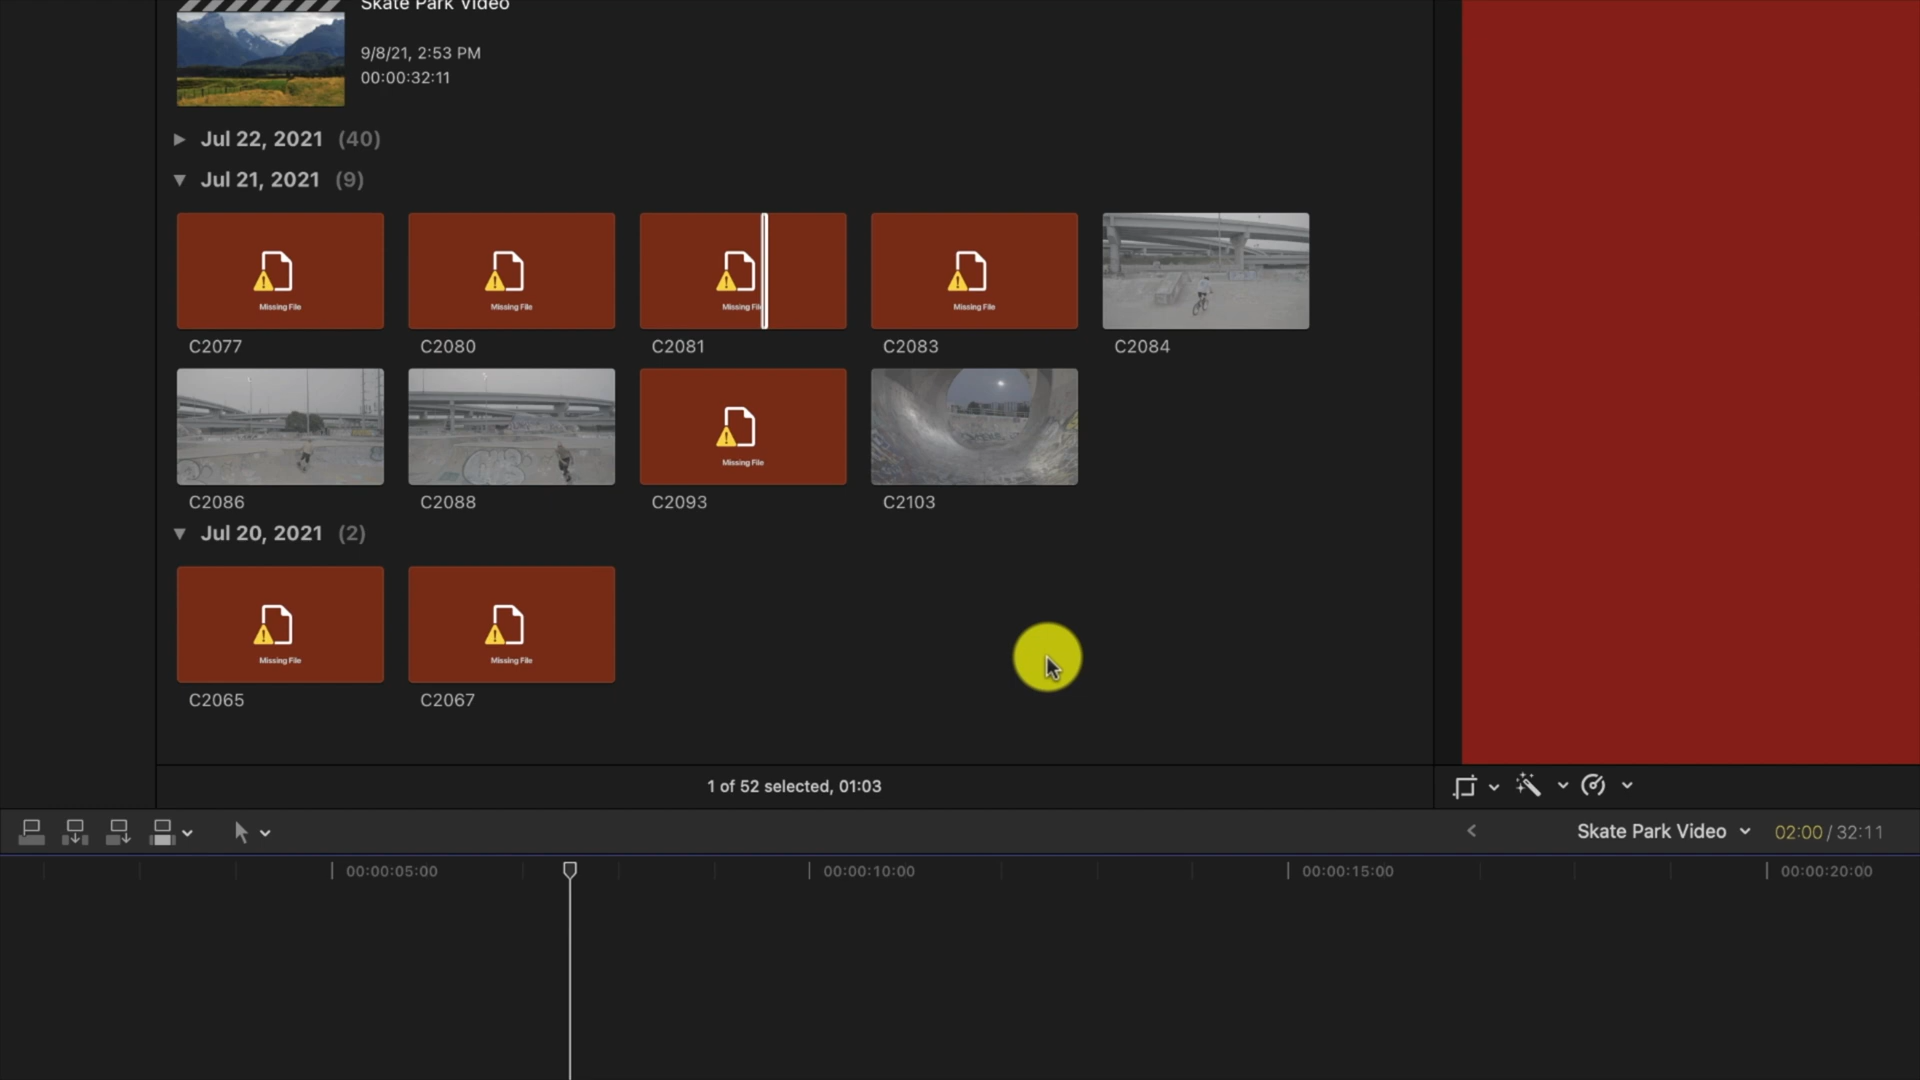 Skate Park Video
9/8/21, 2:53 PM
00:00:32:11
Jul 22, 2021 (40)
Jul 21, 2021 (9)
Missing File
Missing File
Missing Fil
Missing File
C2077
C2080
C2081
C2083
C2084
Missing File
C2086
C2088
C2093
C2103
Jul 20, 2021 (2)
Missing File
Missing File
C2065
C2067
1 of 52 selected, 01:03
Skate Park Video
02:00 / 32:11
00:00:05:00
00:00:10:00
00:00:15:00
00:00:20:00